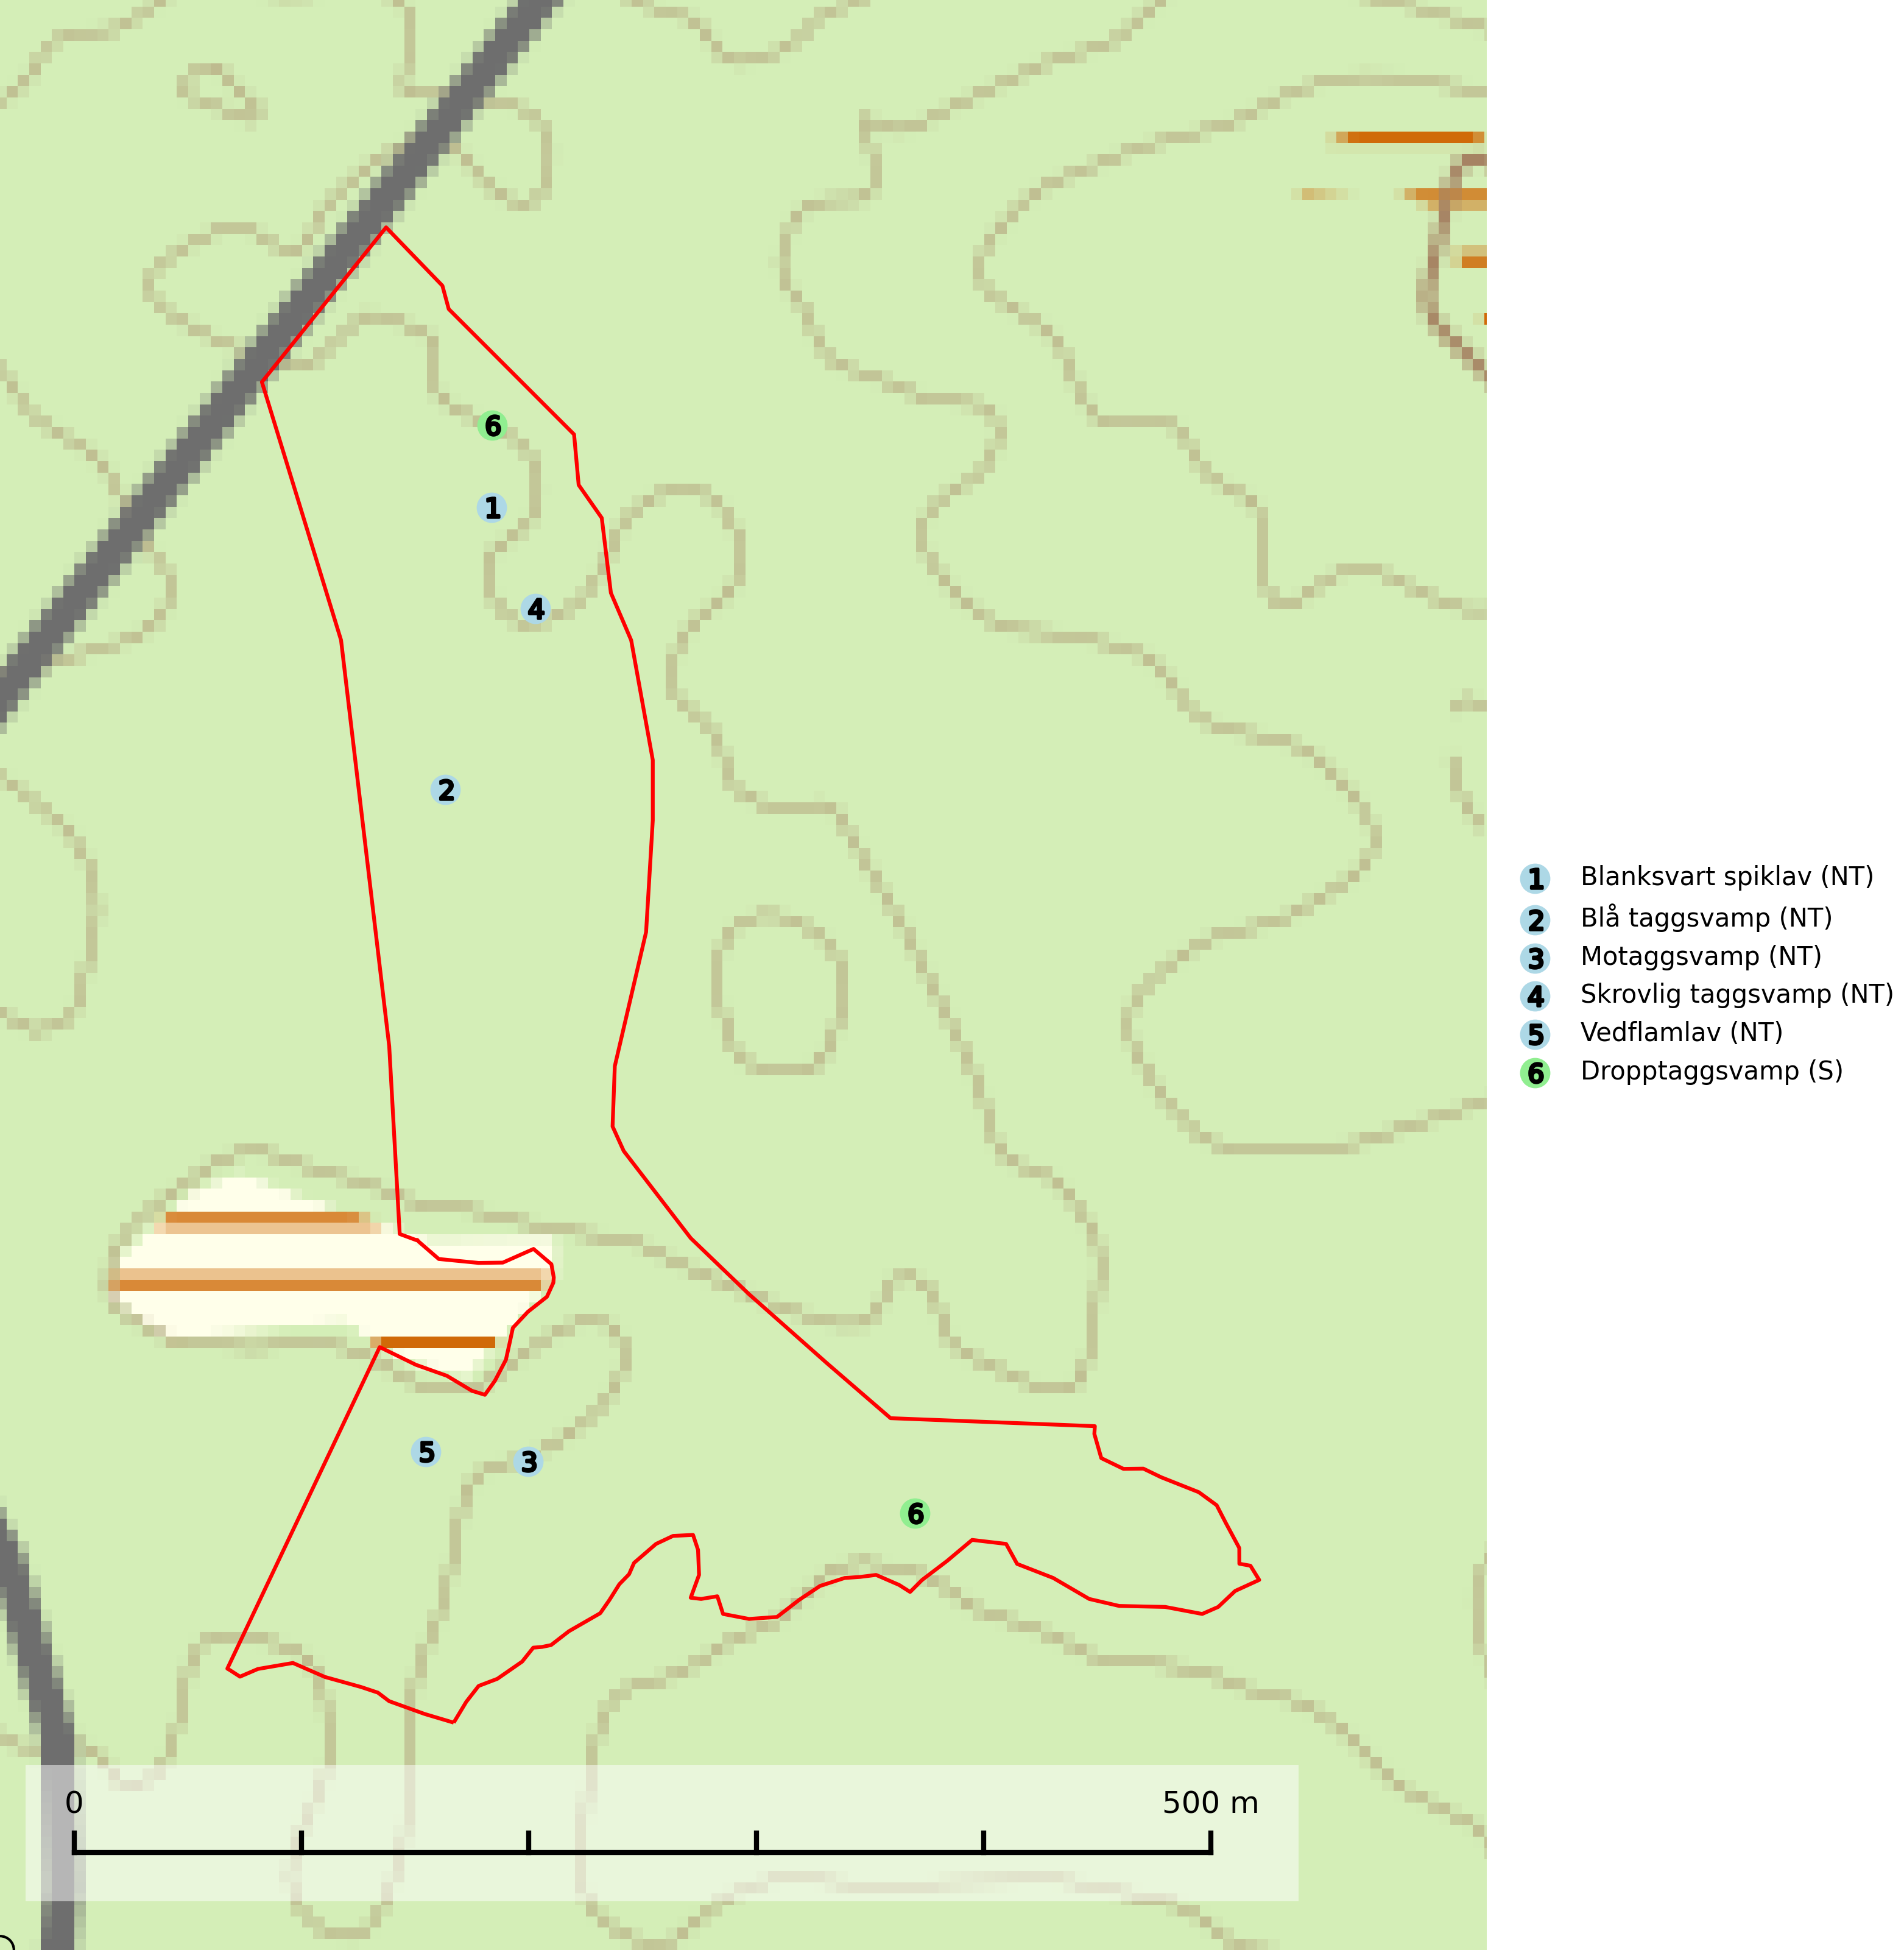 6
1
4
2
5
3
6
1 Blanksvart spiklav (NT)
2 Blå taggsvamp (NT)
3 Motaggsvamp (NT)
4 Skrovlig taggsvamp (NT)
5 Vedflamlav (NT)
6 Dropptaggsvamp (S)
0 500 m